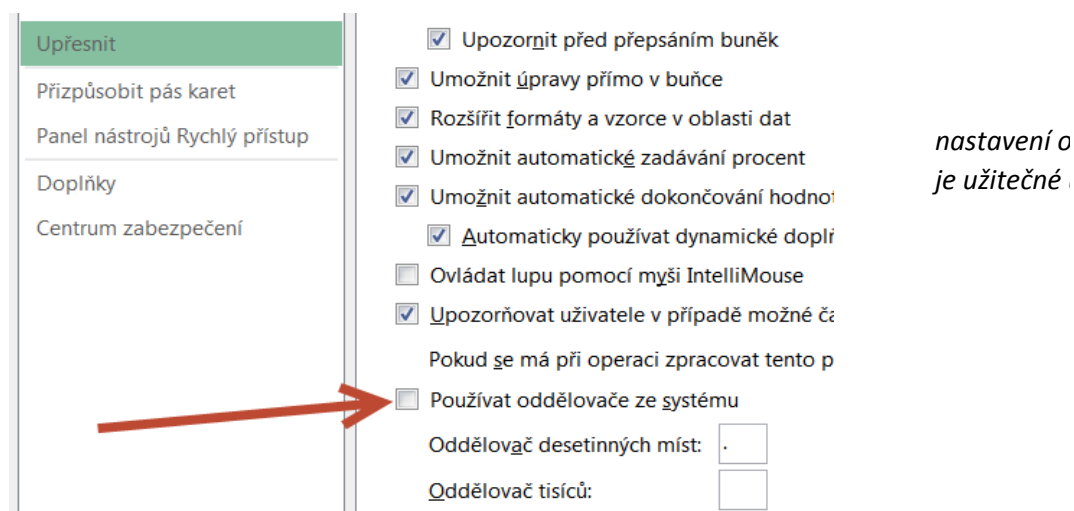 Upřesnit
Přizpůsobit pás karet
Panel nástrojů Rychlý přístup
Doplňky
Centrum zabezpečení
Upozornit před přepsáním buněk
Umožnit úpravy přímo v buňce
Rozšířit formáty a vzorce v oblasti dat
Umožnit automatické zadávání procent
Umožnit automatické dokončování
Automaticky používat dynamické
Ovládat lupu pomocí myši IntelliMouse
Upozorňovat uživatele v případě možné
Pokud se má při operaci zpracovat tento
Používat oddělovače ze systému
Oddělovač desetinných míst: .
Oddělovač tisíců:
nastavení
je užitečné